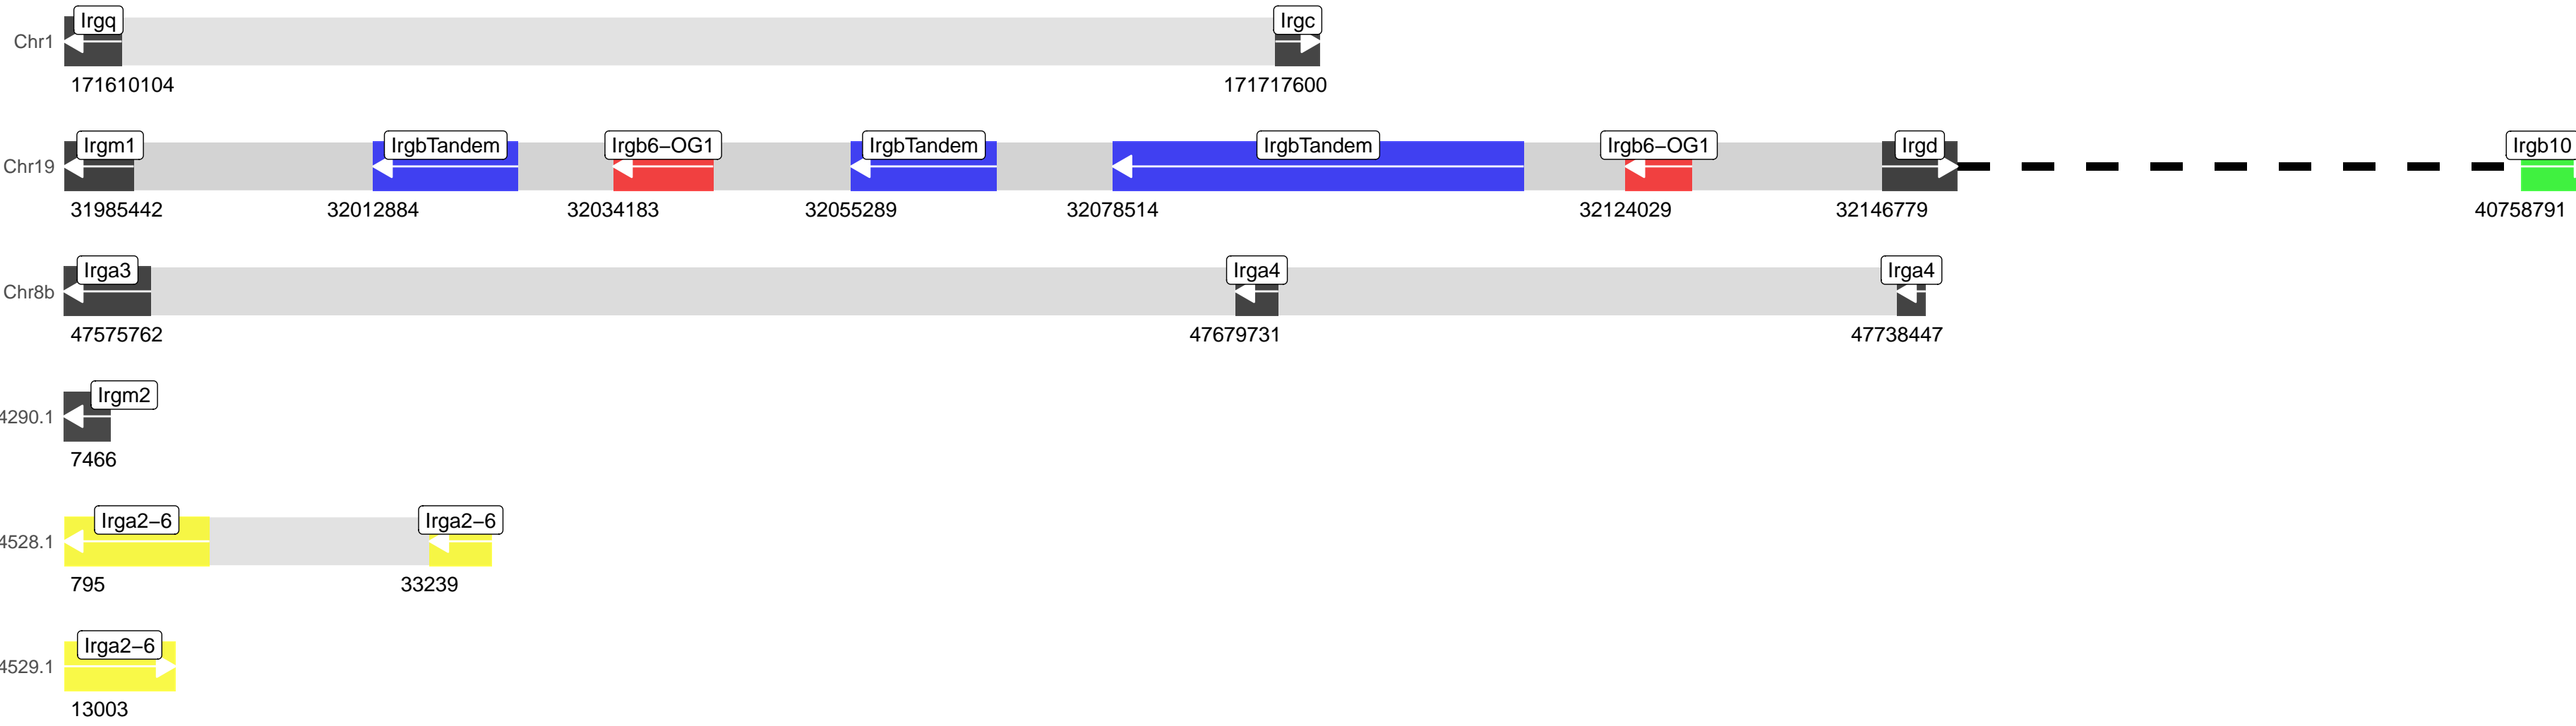 Irgq Irgc
Chr1
171610104 171717600
Irgm1 IrgbTandem Irgb6−OG1 IrgbTandem IrgbTandem Irgb6−OG1 Irgd Irgb10
Chr19
31985442 32012884 32034183 32055289 32078514 32124029 32146779 40758791
Irga3 Irga4 Irga4
Chr8b
47575762 47679731 47738447
Irgm2
4290.1
7466
Irga2−6 Irga2−6
4528.1
795 33239
Irga2−6
4529.1
13003